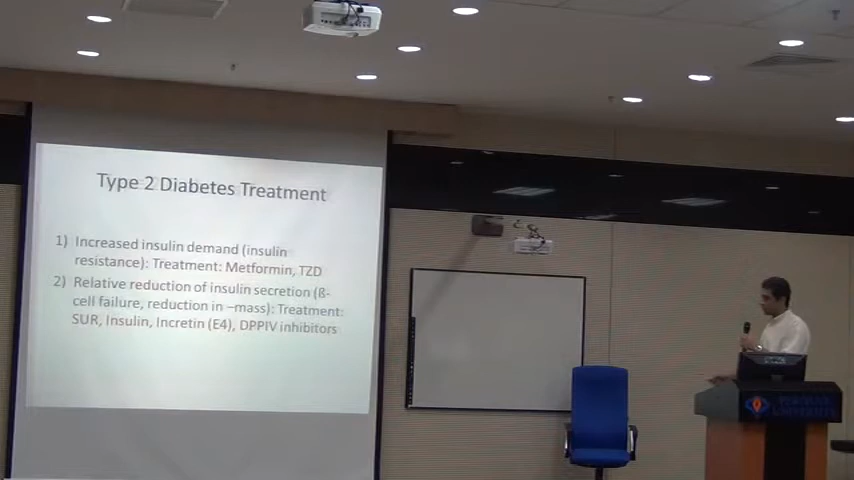 Type 2 Diabetes Treatment
1) Increased insulin demand (insulin
resistance): Treatment: Metformin, TZD
2) Relative reduction of insulin secretion (ß-
cell failure, reduction in –mass): Treatment:
SUR, Insulin, Incretin (E4), DPPIV inhibitors
UNIVERSITY